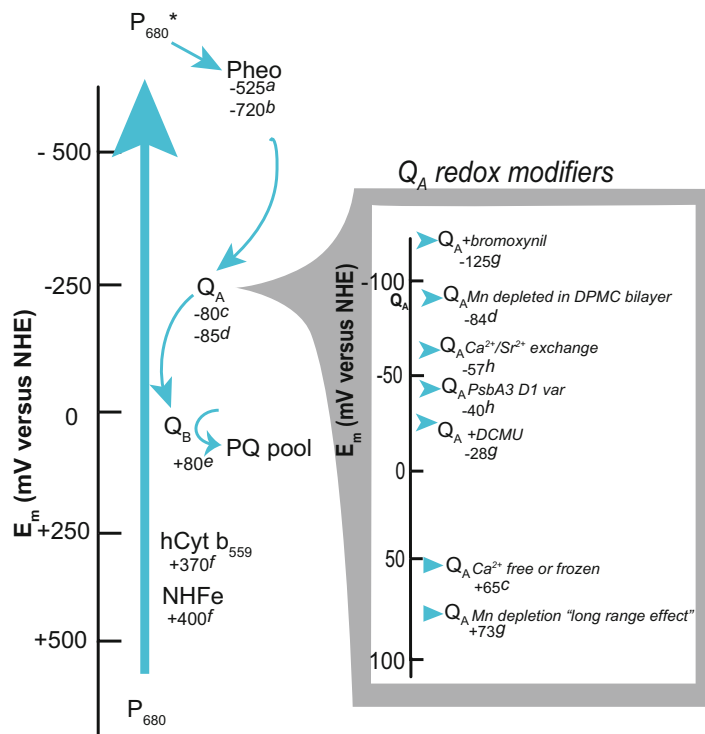 P680*
Pheo
-525a
-720b
- 500
-250
0
+250
+500
Em (mV versus NHE)
QA
-80c
-85d
QB
+80e
PQ pool
hCyt b559
+370f
NHFe
+400f
P680
QA redox modifiers
-100
QA
-50
0
50
100
Em (mV versus NHE)
QA +bromoxynil
-125g
QA Mn depleted in DPMC bilayer
-84d
QA Ca2+/Sr2+ exchange
-57h
QA PsbA3 D1 var
-40h
QA +DCMU
-28g
QA Ca2+ free or frozen
+65c
QA Mn depletion “long range effect”
+73g